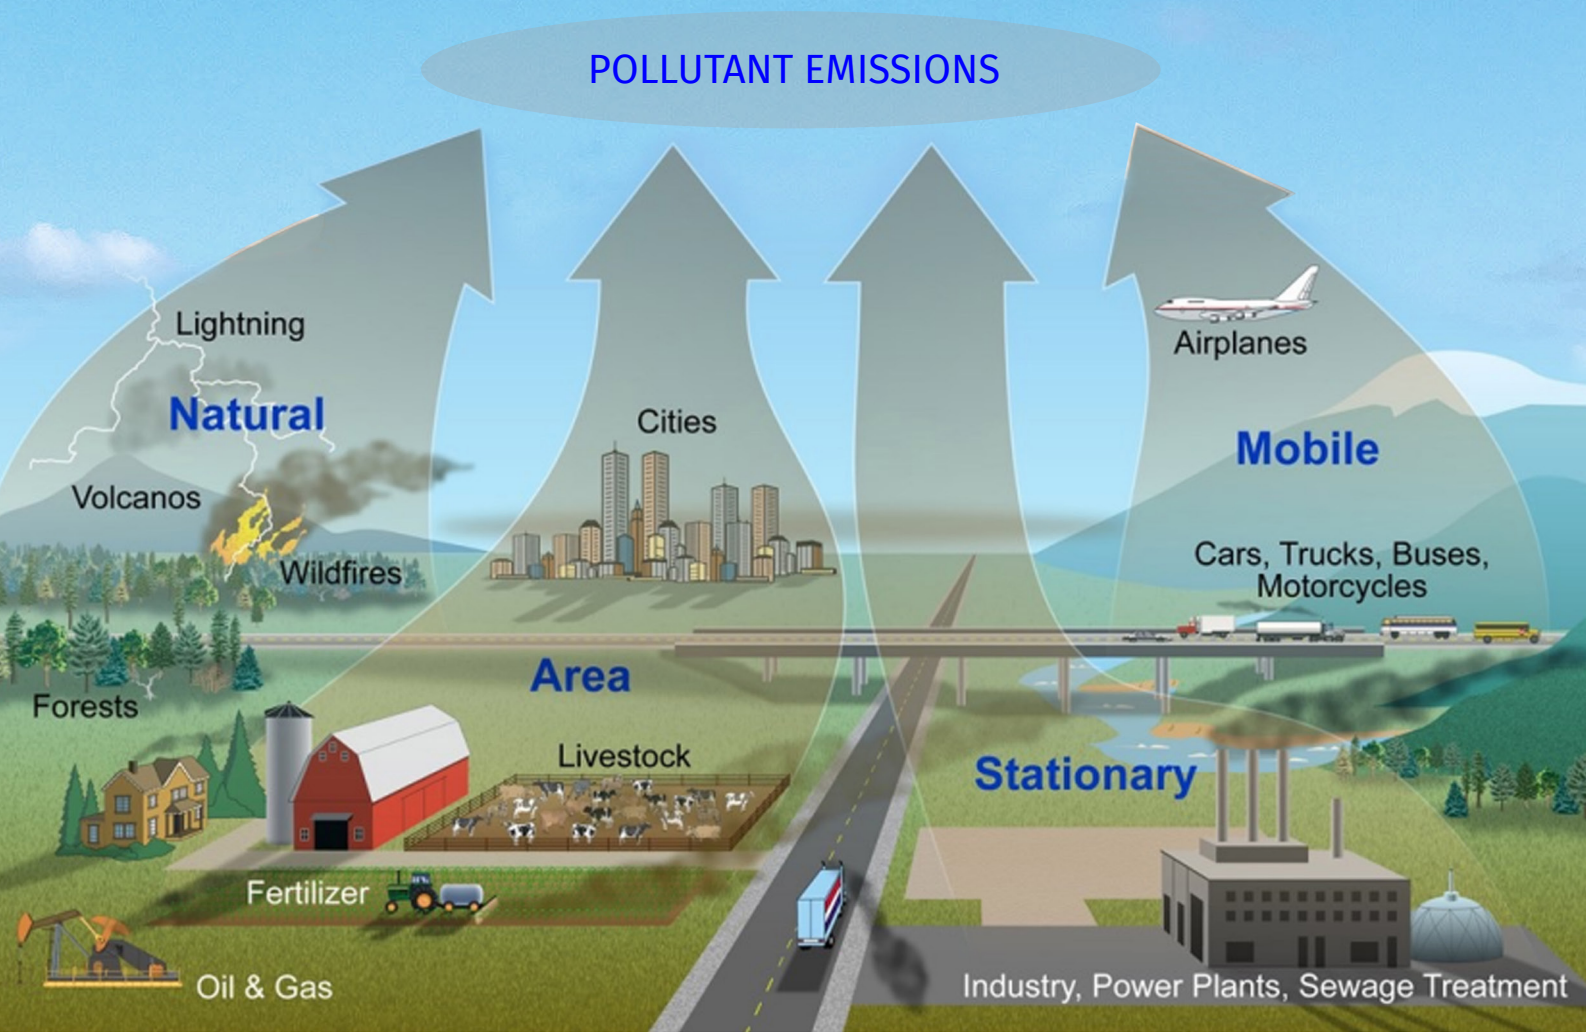 POLLUTANT EMISSIONS
Lightning
Natural
Volcanos
Wildfires
Forests
Cities
Area
Livestock
Fertilizer
Oil & Gas
Airplanes
Mobile
Cars, Trucks, Buses,
Motorcycles
Stationary
Industry, Power Plants, Sewage Treatment